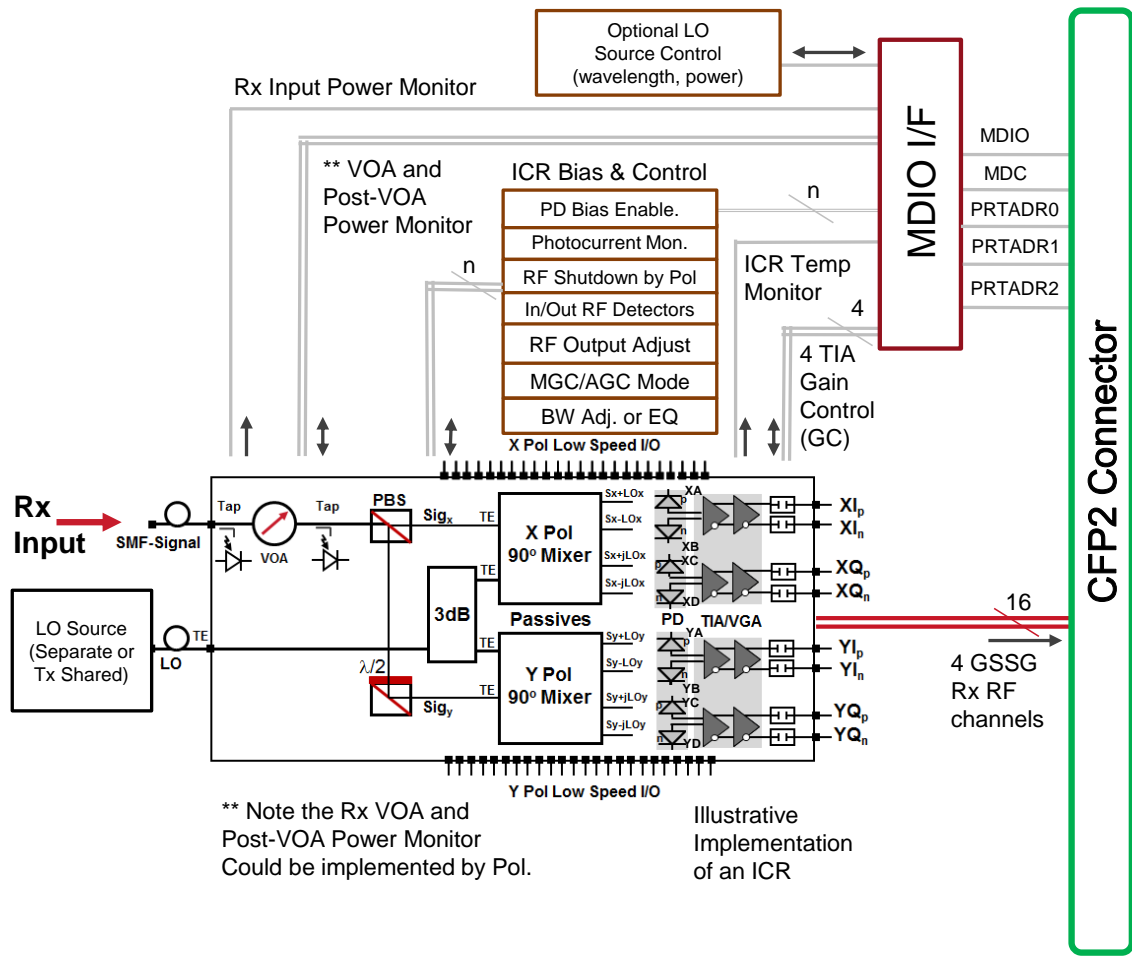 Optional LO
Source Control
(wavelength, power)
Rx Input Power Monitor
** VOA and
Post-VOA
Power Monitor
ICR Bias & Control
PD Bias Enable.
Photocurrent Mon.
RF Shutdown by Pol
In/Out RF Detectors
RF Output Adjust
MGC/AGC Mode
BW Adj. or EQ
n
n
ICR Temp
Monitor
4
4 TIA
Gain
Control
(GC)
MDIO I/F
MDIO
MDC
PRTADR0
PRTADR1
PRTADR2
CFP2 Connector
X Pol Low Speed I/O
Rx
Input
SMF-Signal
Tap
VOA
Tap
PBS
Sigₓ
TE
X Pol
90º Mixer
Sx+LOx
Sx-LOx
Sx+jLOx
Sx-jLOx
p
XA
n
XB
p
XC
n
XD
XIₚ
XIₙ
XQₚ
XQₙ
LO Source
(Separate or
Tx Shared)
TE
LO
3dB
TE
TE
Passives
PD
TIA/VGA
λ/2
Sigᵧ
TE
Y Pol
90º Mixer
Sy+LOy
Sy-LOy
Sy+jLOy
Sy-jLOy
YA
p
n
YB
p
YC
n
YD
YIₚ
YIₙ
YQₚ
YQₙ
16
4 GSSG
Rx RF
channels
Y Pol Low Speed I/O
** Note the Rx VOA and
Post-VOA Power Monitor
Could be implemented by Pol.
Illustrative
Implementation
of an ICR